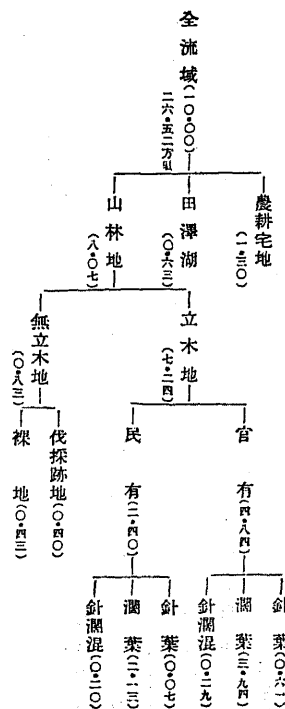 全流域(一〇・〇〇)
二六・五二方里
農耕宅地(一・三〇)
田澤湖(〇・六三)
山林地(八・〇七)
立木地(七・二四)
無立木地(〇・八三)
官有(四・八四)
民有(二・四〇)
伐採跡地(〇・四〇)
裸地(〇・四三)
針葉(〇・六一)
濶葉(三・九四)
針濶混(〇・二九)
針葉(〇・〇七)
濶葉(二・一三)
針濶混(〇・二〇)